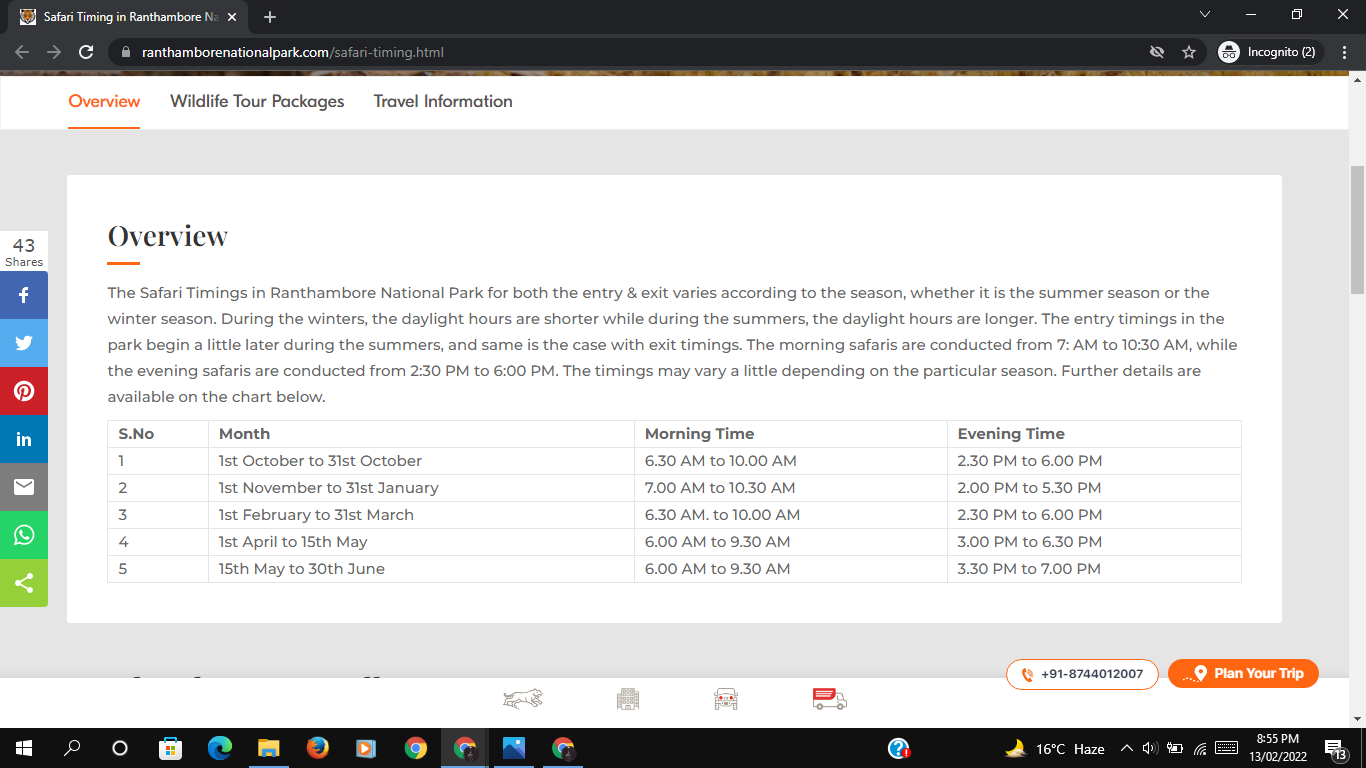 Safari Timing in Ranthambore Na
ranthamborenationalpark.com/safari-timing.html
Incognito (2)
Overview Wildlife Tour Packages Travel Information
43
Shares
Overview
The Safari Timings in Ranthambore National Park for both the entry & exit varies according to the season, whether it is the summer season or the
winter season. During the winters, the daylight hours are shorter while during the summers, the daylight hours are longer. The entry timings in the
park begin a little later during the summers, and same is the case with exit timings. The morning safaris are conducted from 7: AM to 10:30 AM, while
the evening safaris are conducted from 2:30 PM to 6:00 PM. The timings may vary a little depending on the particular season. Further details are
available on the chart below.
S.No Month Morning Time Evening Time
1 1st October to 31st October 6.30 AM to 10.00 AM 2.30 PM to 6.00 PM
2 1st November to 31st January 7.00 AM to 10.30 AM 2.00 PM to 5.30 PM
3 1st February to 31st March 6.30 AM. to 10.00 AM 2.30 PM to 6.00 PM
4 1st April to 15th May 6.00 AM to 9.30 AM 3.00 PM to 6.30 PM
5 15th May to 30th June 6.00 AM to 9.30 AM 3.30 PM to 7.00 PM
+91-8744012007
Plan Your Trip
16°C Haze
8:55 PM
13/02/2022
13